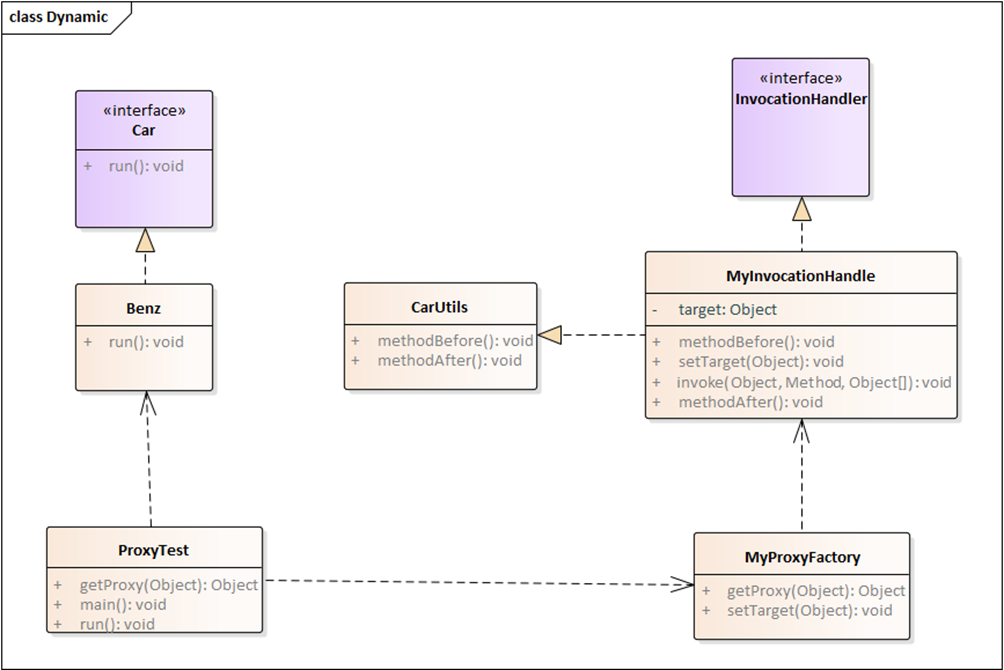 class Dynamic
«interface»
Car
+ run(): void
«interface»
InvocationHandler
Benz
+ run(): void
CarUtils
+ methodBefore(): void
+ methodAfter(): void
MyInvocationHandle
- target: Object
+ methodBefore(): void
+ setTarget(Object): void
+ invoke(Object, Method, Object[]): void
+ methodAfter(): void
ProxyTest
+ getProxy(Object): Object
+ main(): void
+ run(): void
MyProxyFactory
+ getProxy(Object): Object
+ setTarget(Object): void